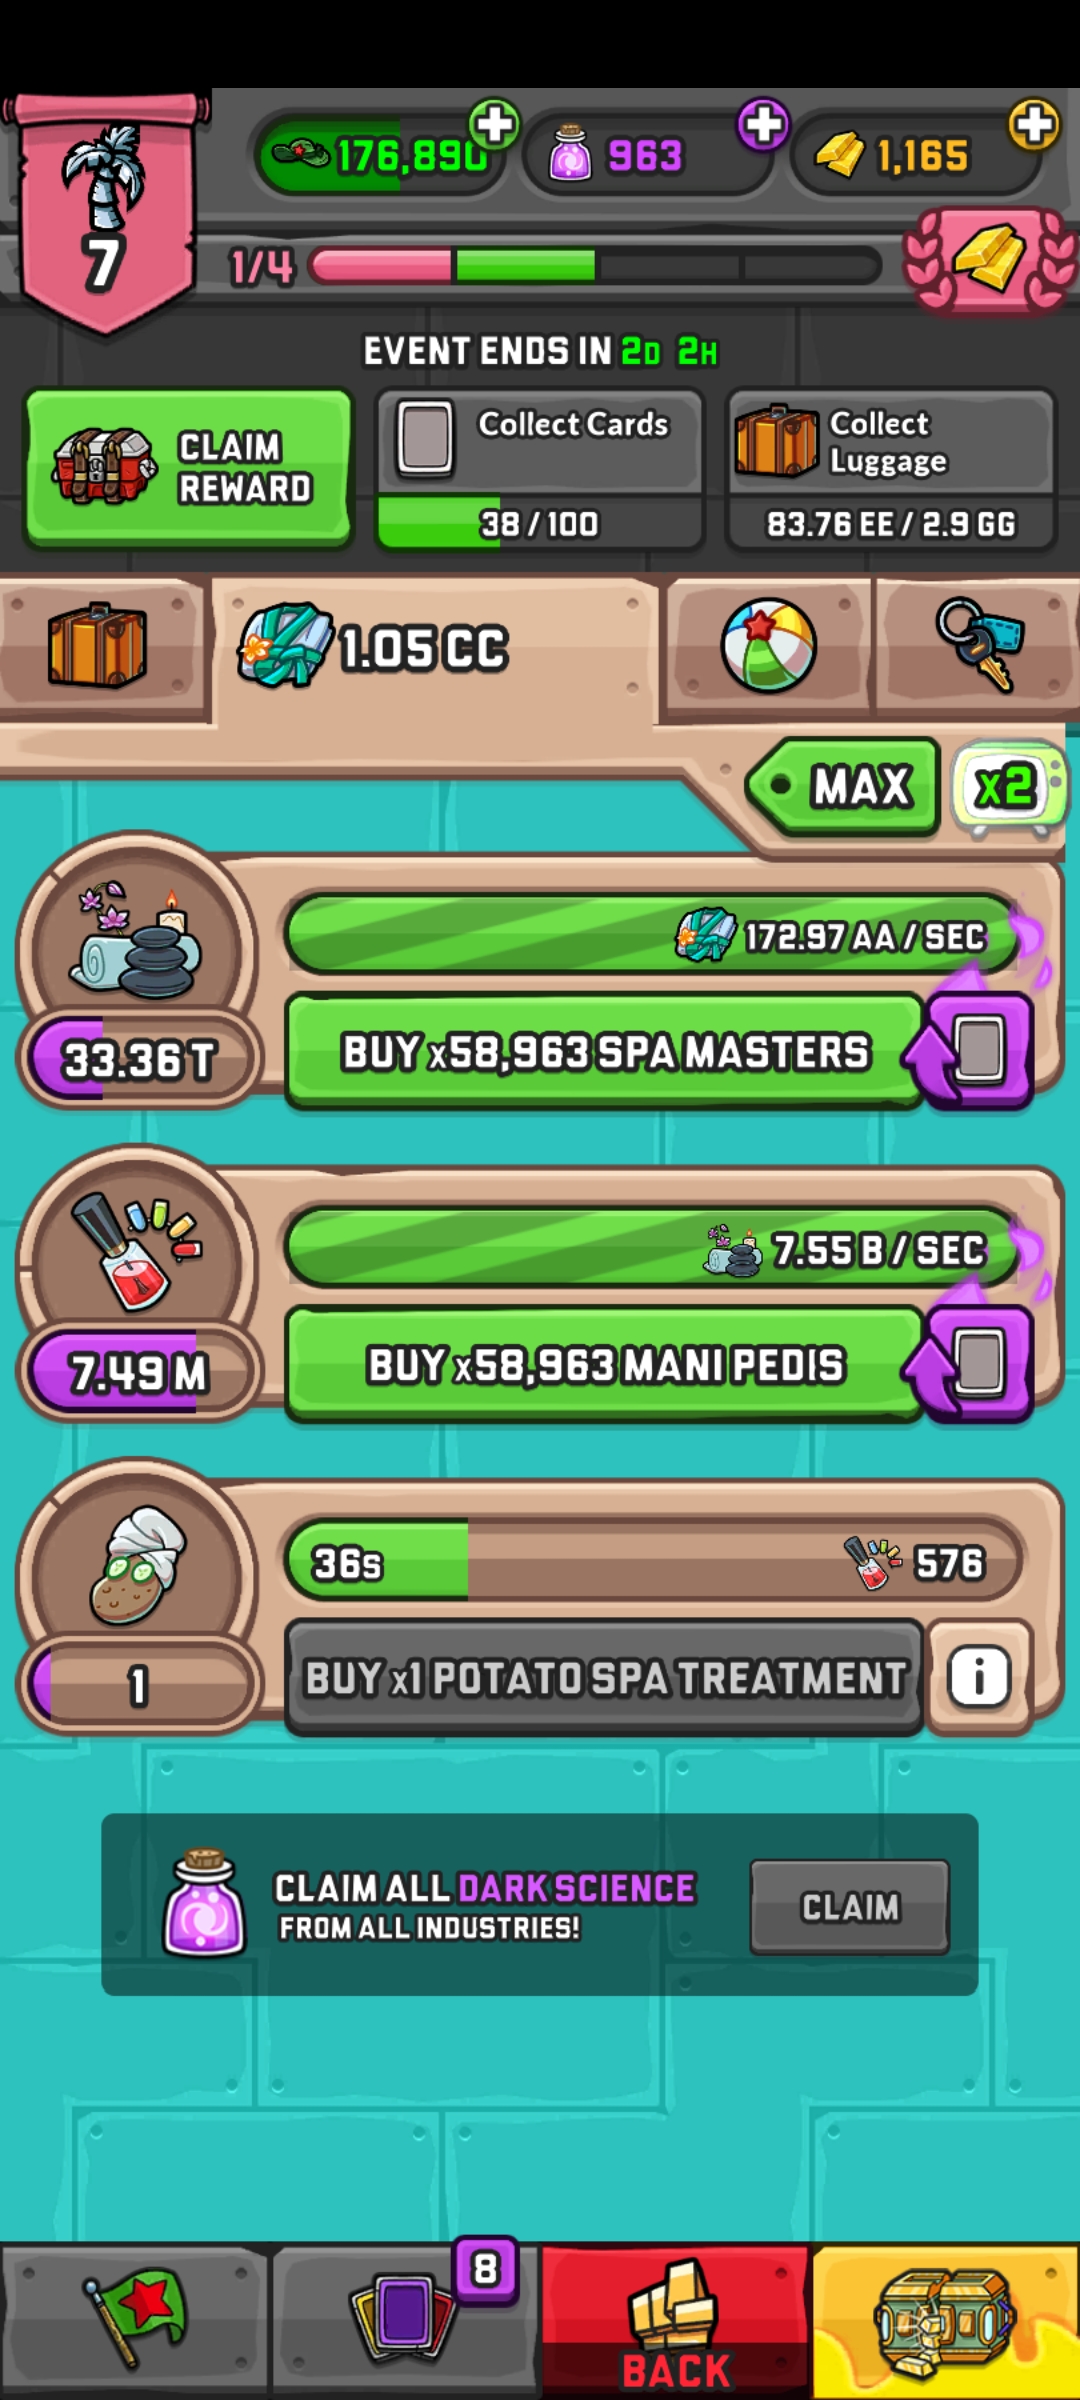 176,890
963
1,165
7
1/4
EVENT ENDS IN 2D 2H
CLAIM
REWARD
Collect Cards
38 / 100
Collect
Luggage
83.76 EE / 2.9 GG
1.05 CC
MAX
x2
172.97 AA / SEC
33.36 T
BUY x58,963 SPA MASTERS
7.55 B / SEC
7.49 M
BUY x58,963 MANI PEDIS
36s
576
1
BUY x1 POTATO SPA TREATMENT
i
CLAIM ALL DARK SCIENCE
FROM ALL INDUSTRIES!
CLAIM
8
BACK